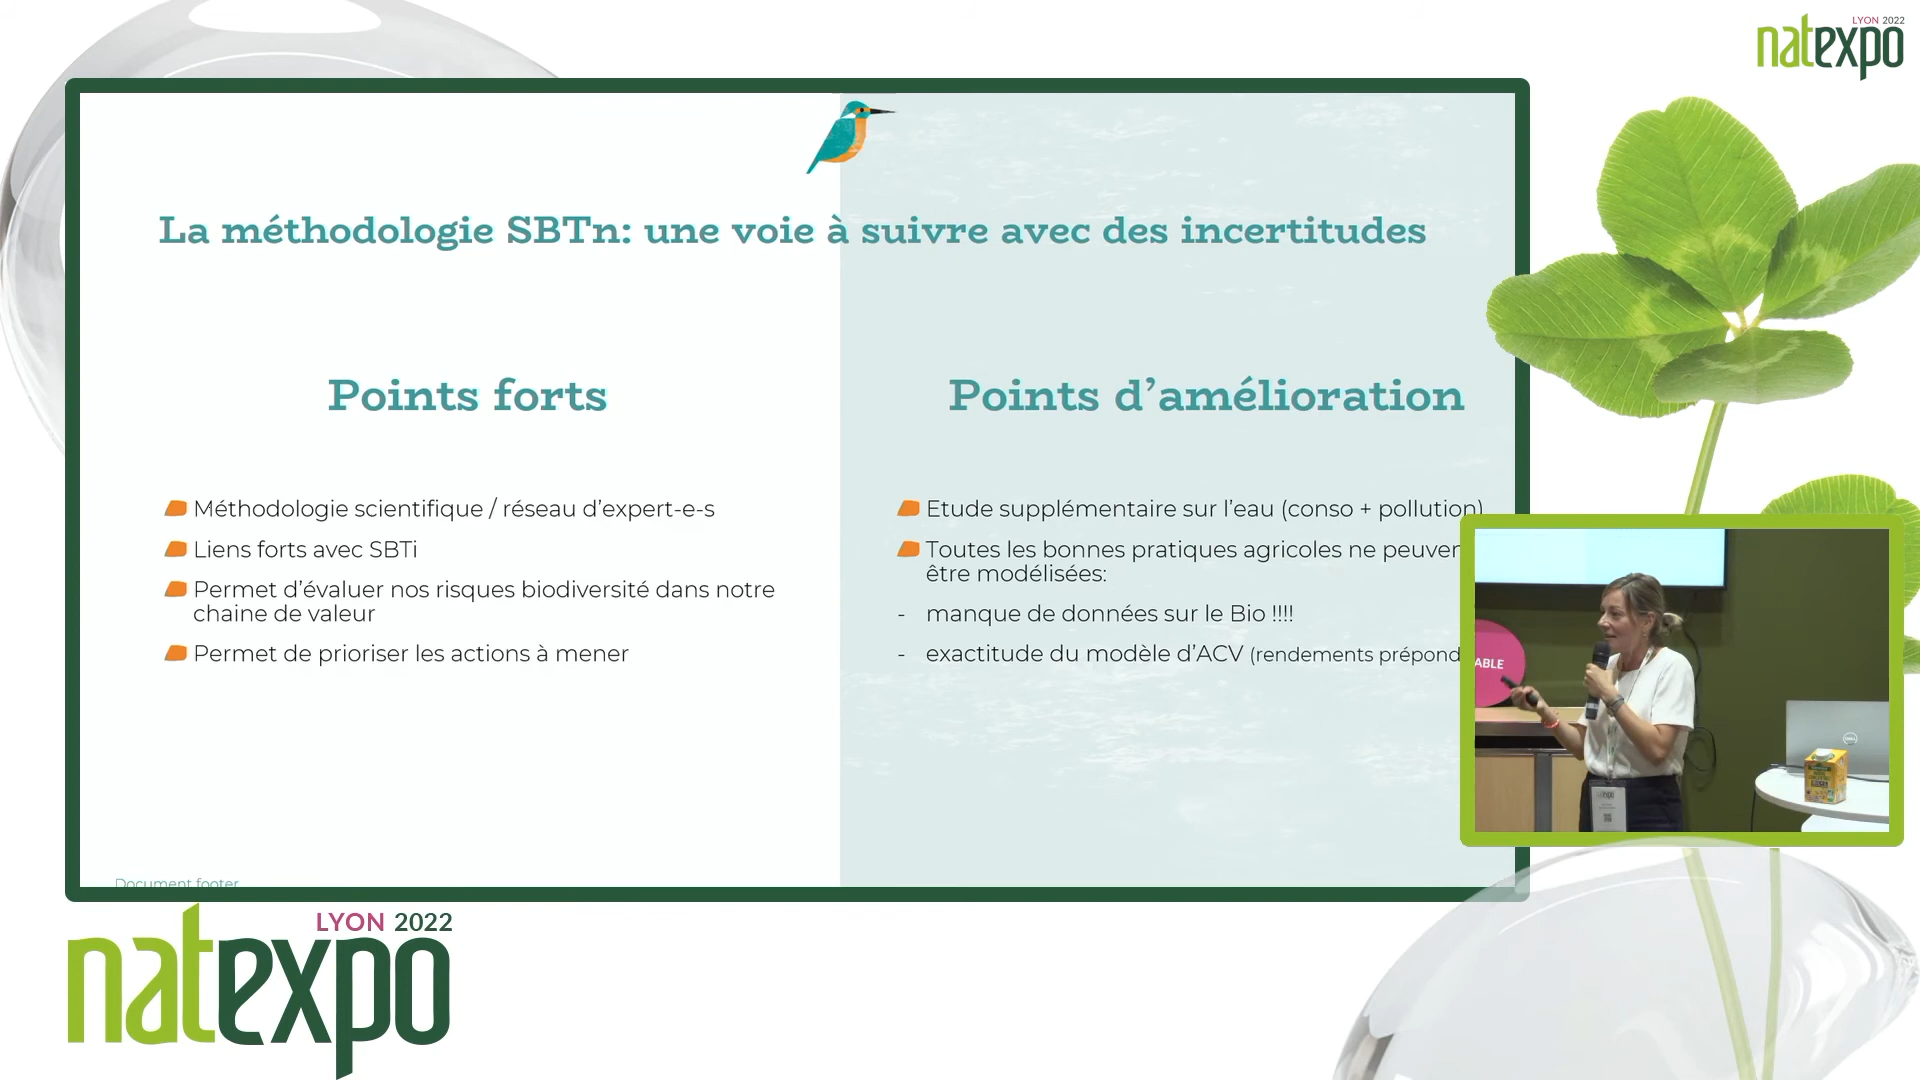 LYON 2022
natexpo
La méthodologie SBTn: une voie à suivre avec des incertitudes
Points forts
Méthodologie scientifique / réseau d'expert-e-s
Liens forts avec SBTi
Permet d'évaluer nos risques biodiversité dans notre
chaine de valeur
Permet de prioriser les actions à mener
Points d'amélioration
Etude supplémentaire sur l'eau (conso + pollution)
Toutes les bonnes pratiques agricoles ne peuven
être modélisées:
- manque de données sur le Bio !!!!
- exactitude du modèle d'ACV (rendements prépond
ABLE
DELL
Document footer
LYON 2022
natexpo